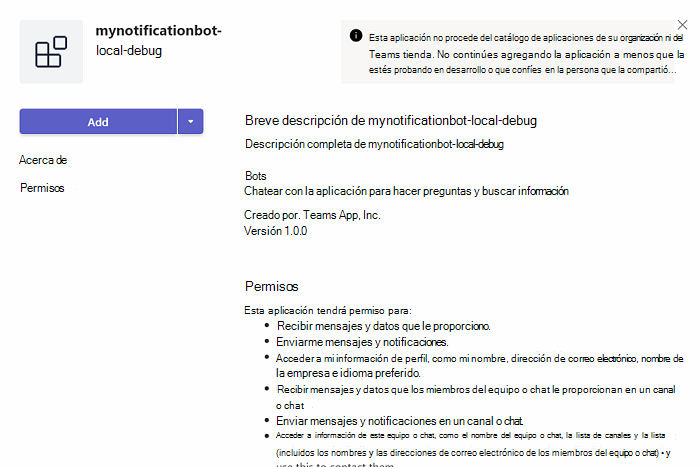 mynotificationbot-
local-debug
Esta aplicación no procede del catálogo de aplicaciones de su organización ni del
Teams tienda. No continúes agregando la aplicación a menos que la
estés probando en desarrollo o que confíes en la persona que la compartió...
Add
Acerca de
Permisos
Breve descripción de mynotificationbot-local-debug
Descripción completa de mynotificationbot-local-debug
Bots
Chatear con la aplicación para hacer preguntas y buscar información
Creado por. Teams App, Inc.
Versión 1.0.0
Permisos
Esta aplicación tendrá permiso para:
• Recibir mensajes y datos que le proporciono.
• Enviarme mensajes y notificaciones.
• Acceder a mi información de perfil, como mi nombre, dirección de correo electrónico, nombre de
la empresa e idioma preferido.
• Recibir mensajes y datos que los miembros del equipo o chat le proporcionan en un canal
o chat
• Enviar mensajes y notificaciones en un canal o chat.
• Acceder a información de este equipo o chat, como el nombre del equipo o chat, la lista de canales y la lista
(incluidos los nombres y las direcciones de correo electrónico de los miembros del equipo o chat) • y
use this to contact them